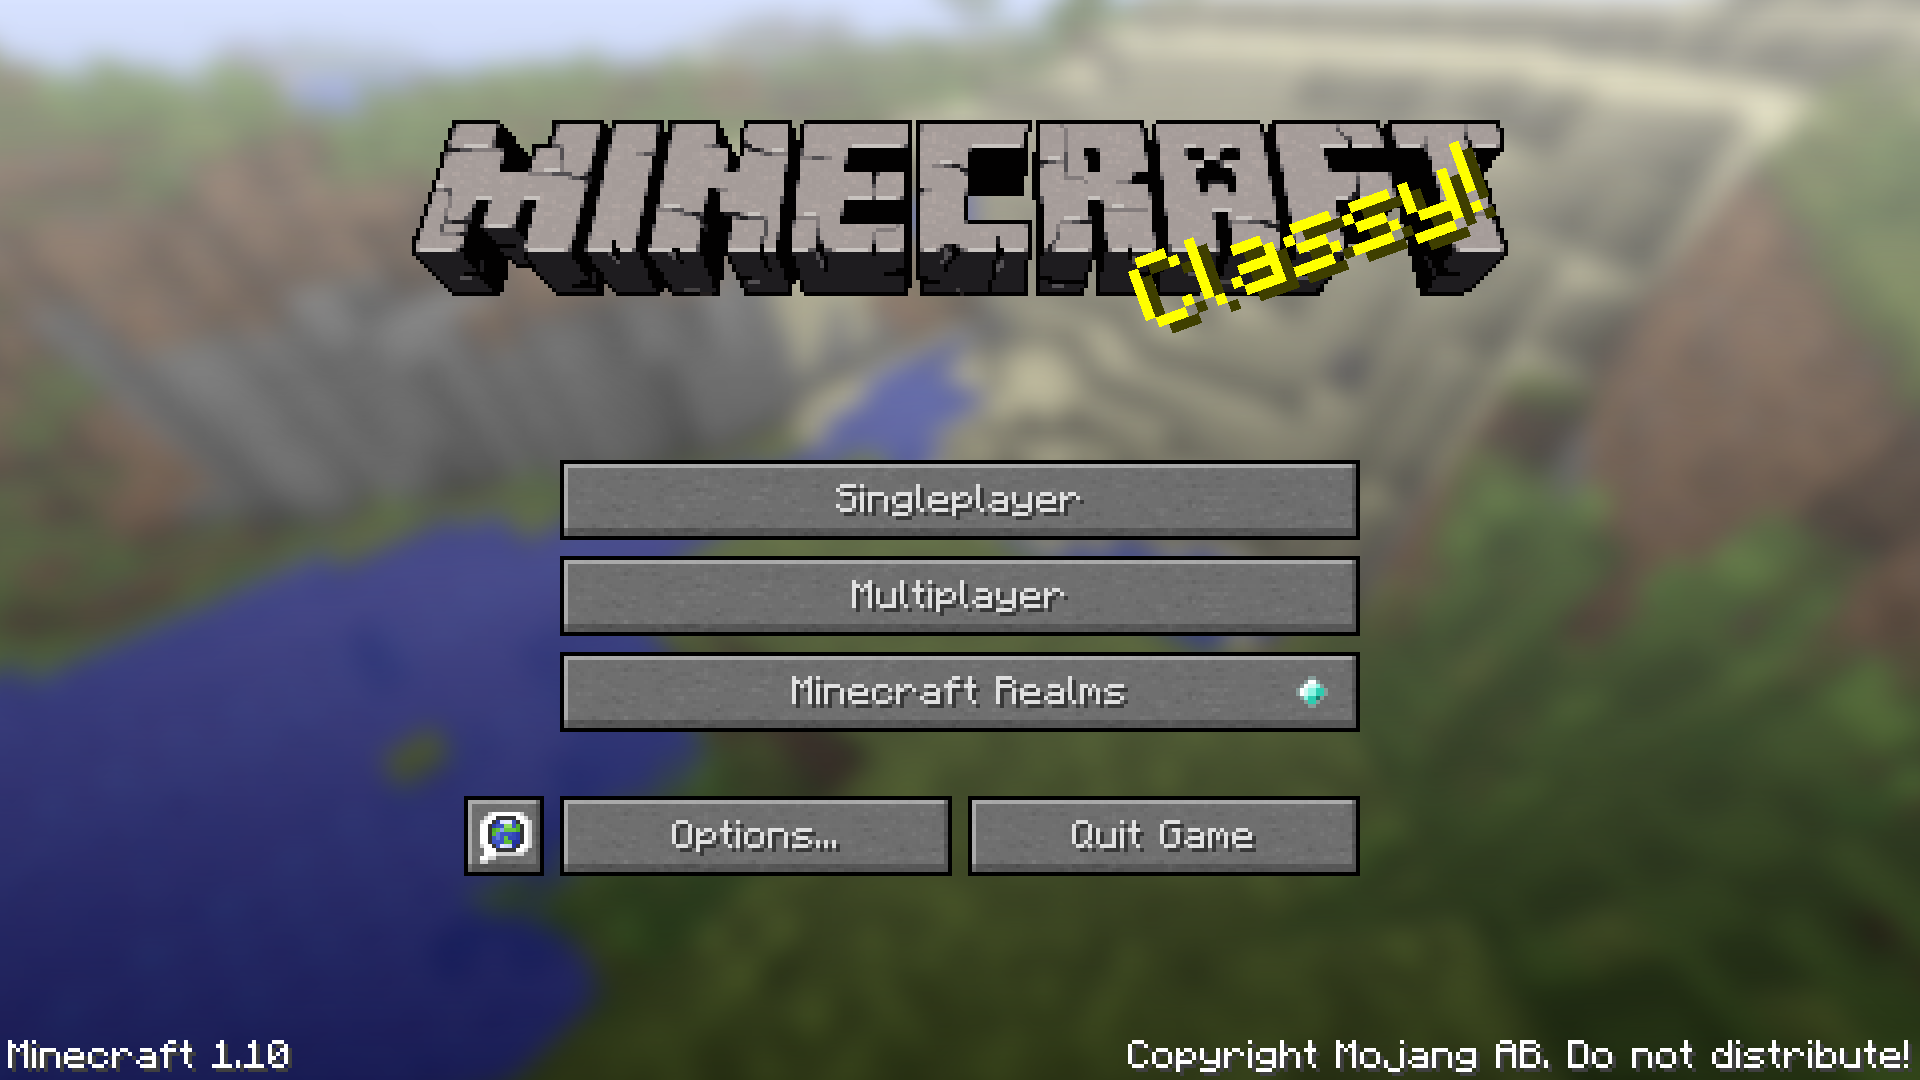 MINECRAFT
Classy!
Singleplayer
Multiplayer
Minecraft Realms
Options...
Quit Game
Minecraft 1.10
Copyright Mojang AB. Do not distribute!